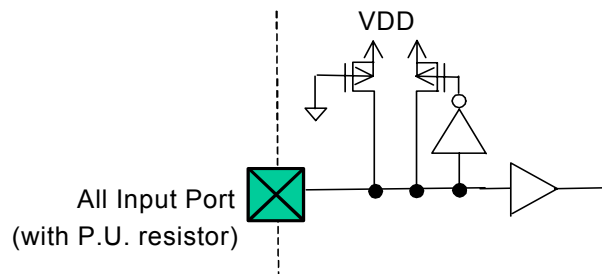 VDD
All Input Port
(with P.U. resistor)